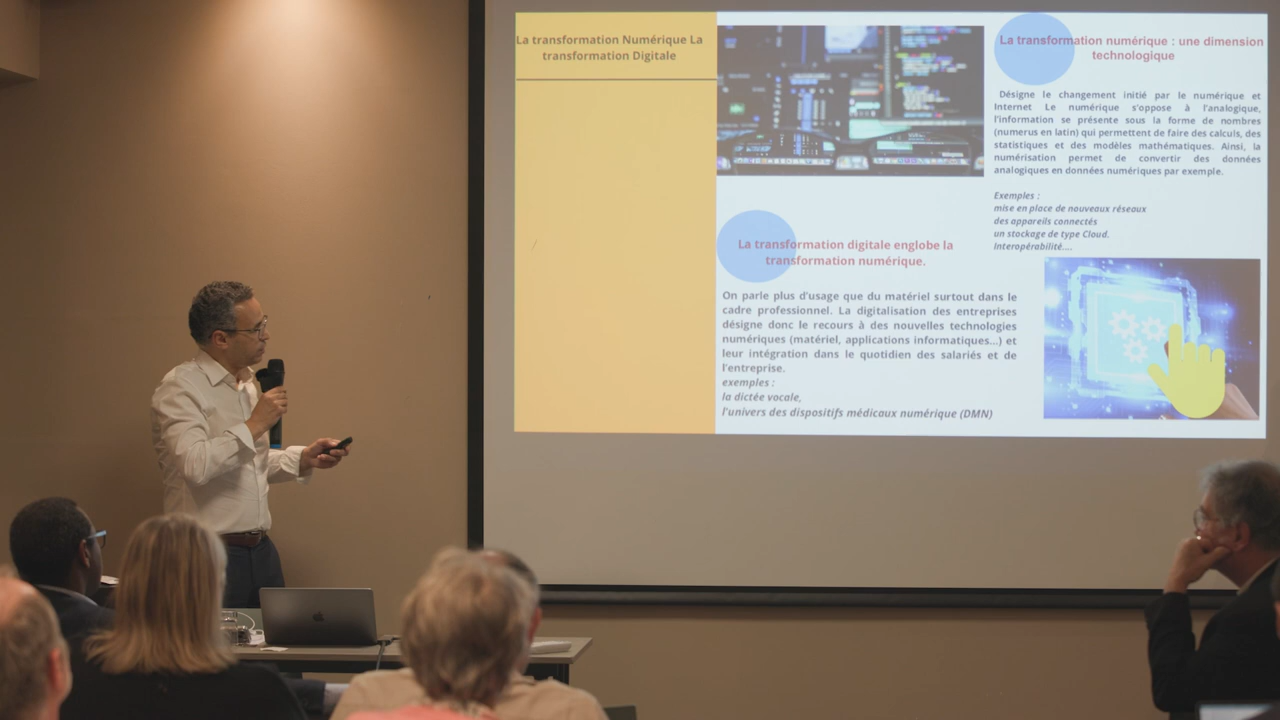 La transformation Numérique La
transformation Digitale
La transformation numérique : une dimension
technologique
Désigne le changement initié par le numérique et
Internet Le numérique s'oppose à l'analogique,
l'information se présente sous la forme de nombres
(numerus en latin) qui permettent de faire des calculs, des
statistiques et des modèles mathématiques. Ainsi, la
numérisation permet de convertir des données
analogiques en données numériques par exemple.
Exemples :
mise en place de nouveaux réseaux
des appareils connectés
un stockage de type Cloud.
Interopérabilité....
La transformation digitale englobe la
transformation numérique.
On parle plus d'usage que du matériel surtout dans le
cadre professionnel. La digitalisation des entreprises
désigne donc le recours à des nouvelles technologies
numériques (matériel, applications informatiques...) et
leur intégration dans le quotidien des salariés et de
l'entreprise.
exemples :
la dictée vocale,
l'univers des dispositifs médicaux numérique (DMN)